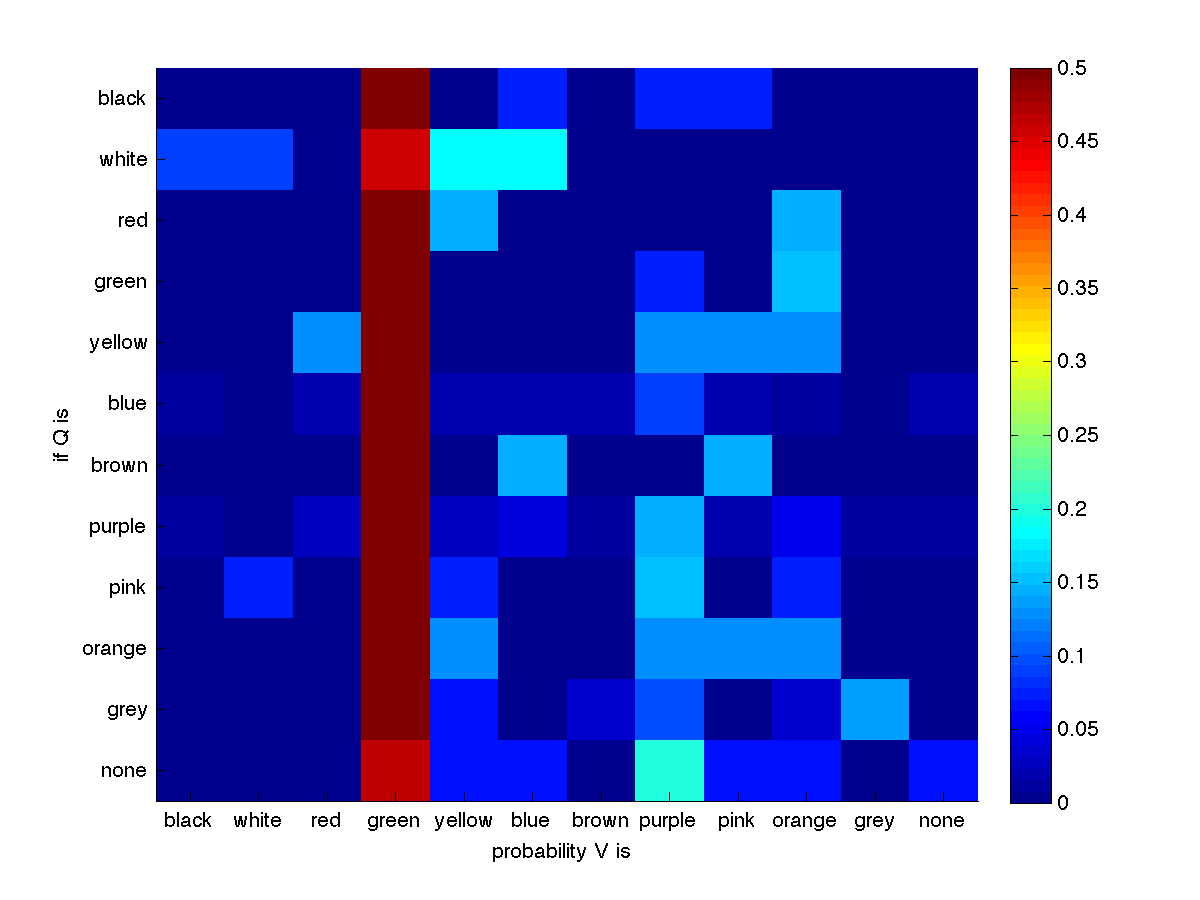 black
white
red
green
yellow
blue
brown
purple
pink
orange
grey
none
if Q is
black white red green yellow blue brown purple pink orange grey none
probability V is
0.5
0.45
0.4
0.35
0.3
0.25
0.2
0.15
0.1
0.05
0